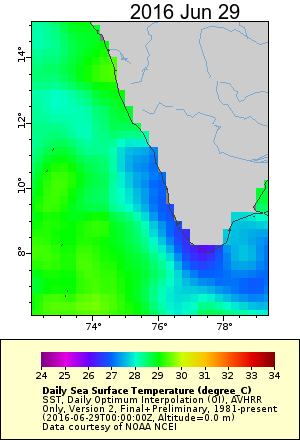 2016 Jun 29
14°
12°
10°
8°
74° 76° 78°
24 25 26 27 28 29 30 31 32 33 34
Daily Sea Surface Temperature (degree_C)
SST, Daily Optimum Interpolation (OI), AVHRR
Only, Version 2, Final+Preliminary, 1981-present
(2016-06-29T00:00:00Z, Altitude=0.0 m)
Data courtesy of NOAA NCEI